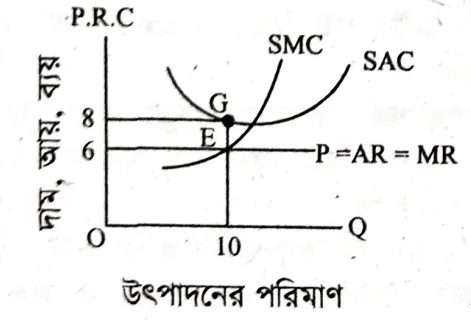 P.R.C
SMC
SAC
দাম, আয়, ব্যয়
8
G
E
6
P =AR = MR
O
10
Q
উৎপাদনের পরিমাণ